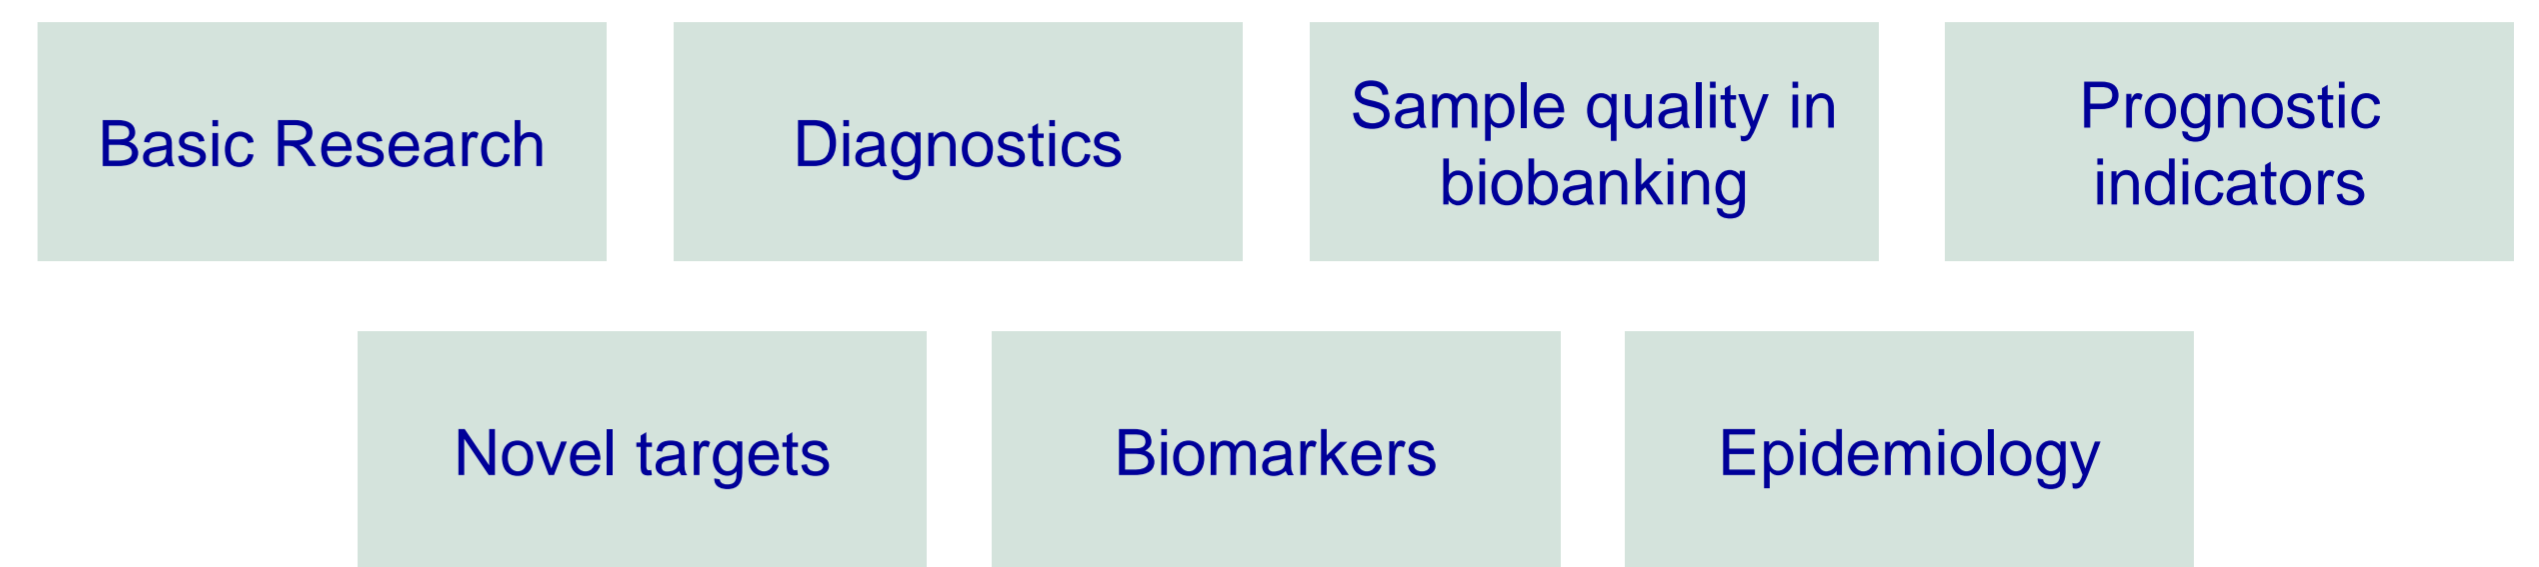 Basic Research
Diagnostics
Sample quality in
biobanking
Prognostic
indicators
Novel targets
Biomarkers
Epidemiology